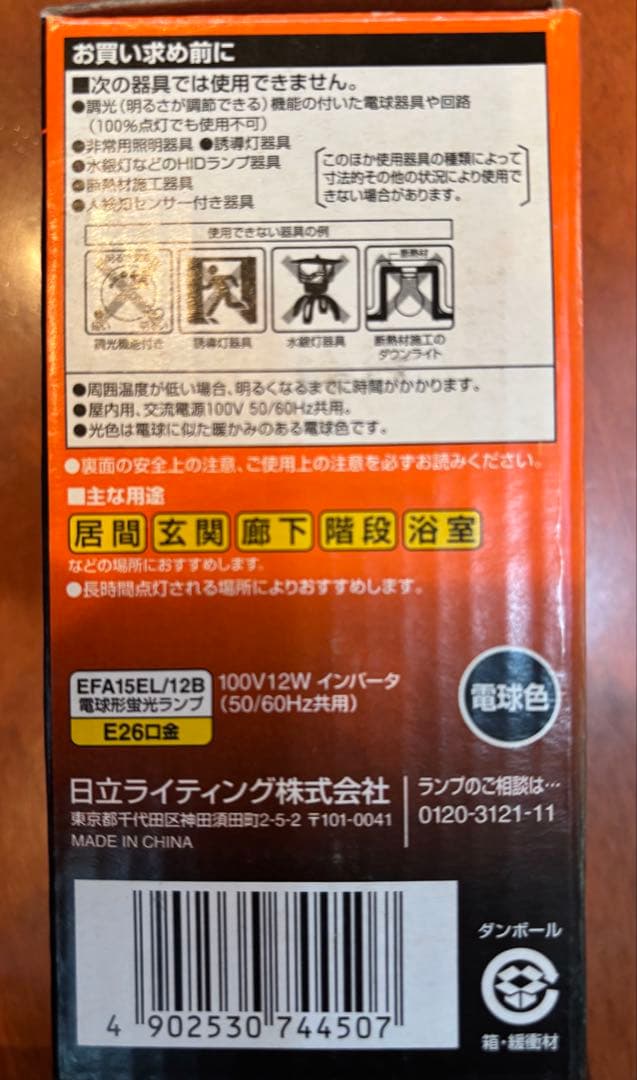 お買い求め前に
■次の器具では使用できません。
●調光(明るさが調節できる)機能の付いた電球器具や回路
(100%点灯でも使用不可)
●非常用照明器具 ●誘導灯器具
●水銀灯などのHIDランプ器具
●断熱材施工器具
●人感知センサー付き器具
このほか使用器具の種類によって
寸法的その他の状況により使用で
きない場合があります。
使用できない器具の例
断熱材
調光機能付き
誘導灯器具
水銀灯器具
断熱材施工の
ダウンライト
●周囲温度が低い場合、明るくなるまでに時間がかかります。
●屋内用、交流電源100V 50/60Hz共用。
●光色は電球に似た暖かみのある電球色です。
●裏面の安全上の注意、ご使用上の注意を必ずお読みください。
■主な用途
居間 玄関 廊下 階段 浴室
などの場所におすすめします。
●長時間点灯される場所によりおすすめします。
EFA15EL/12B
電球形蛍光ランプ
E26口金
100V12W インバータ
(50/60Hz共用)
電球色
日立ライティング株式会社
東京都千代田区神田須田町2-5-2 〒101-0041
MADE IN CHINA
ランプのご相談は…
0120-3121-11
4 902530 744507
ダンボール
箱・緩衝材